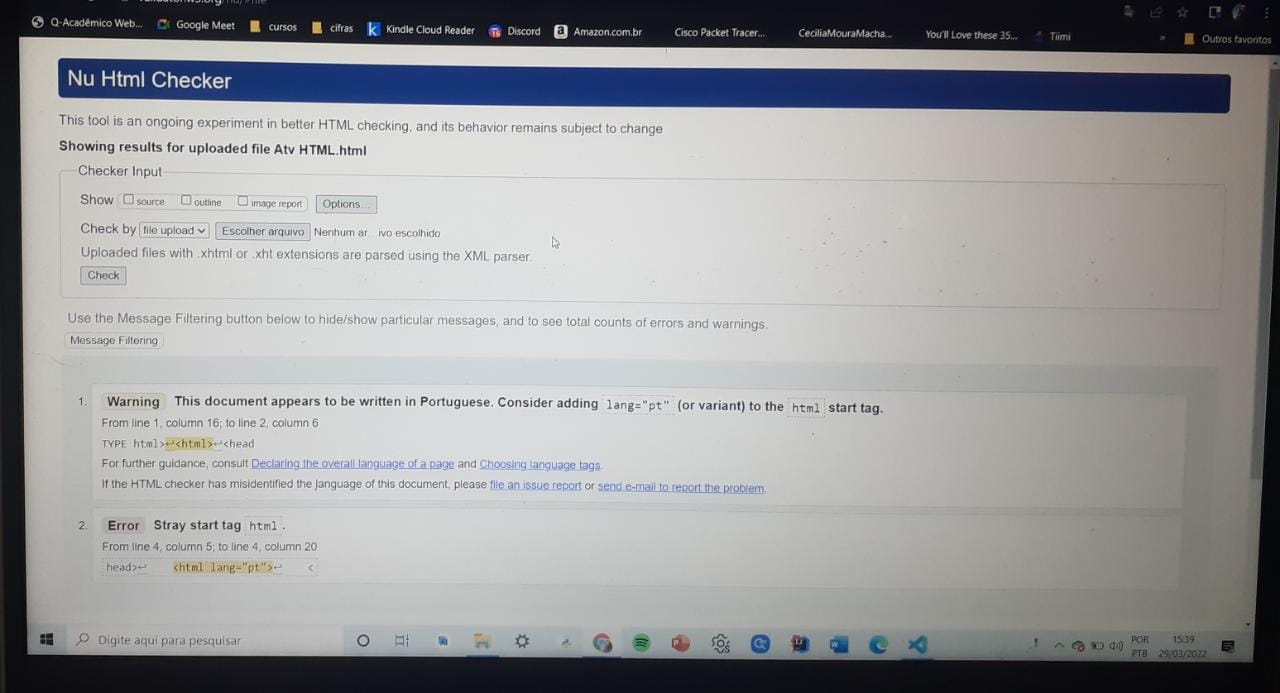 Q-Acadêmico Web... Google Meet cursos cifras Kindle Cloud Reader Discord Amazon.com.br Cisco Packet Tracer... CeciliaMouraMacha... You'll Love these 35... Tiimi » Outros favoritos
Nu Html Checker
This tool is an ongoing experiment in better HTML checking, and its behavior remains subject to change
Showing results for uploaded file Atv HTML.html
Checker Input
Show source outline image report Options...
Check by file upload Escolher arquivo Nenhum ar...ivo escolhido
Uploaded files with .xhtml or .xht extensions are parsed using the XML parser.
Check
Use the Message Filtering button below to hide/show particular messages, and to see total counts of errors and warnings.
Message Filtering
1. Warning This document appears to be written in Portuguese. Consider adding lang="pt" (or variant) to the html start tag.
From line 1, column 16; to line 2, column 6
TYPE html>↩<html>↩<head
For further guidance, consult Declaring the overall language of a page and Choosing language tags.
If the HTML checker has misidentified the language of this document, please file an issue report or send e-mail to report the problem.
2. Error Stray start tag html.
From line 4, column 5; to line 4, column 20
head>↩ <html lang="pt">↩ <
Digite aqui para pesquisar
POR 15:39
PTB 29/03/2022